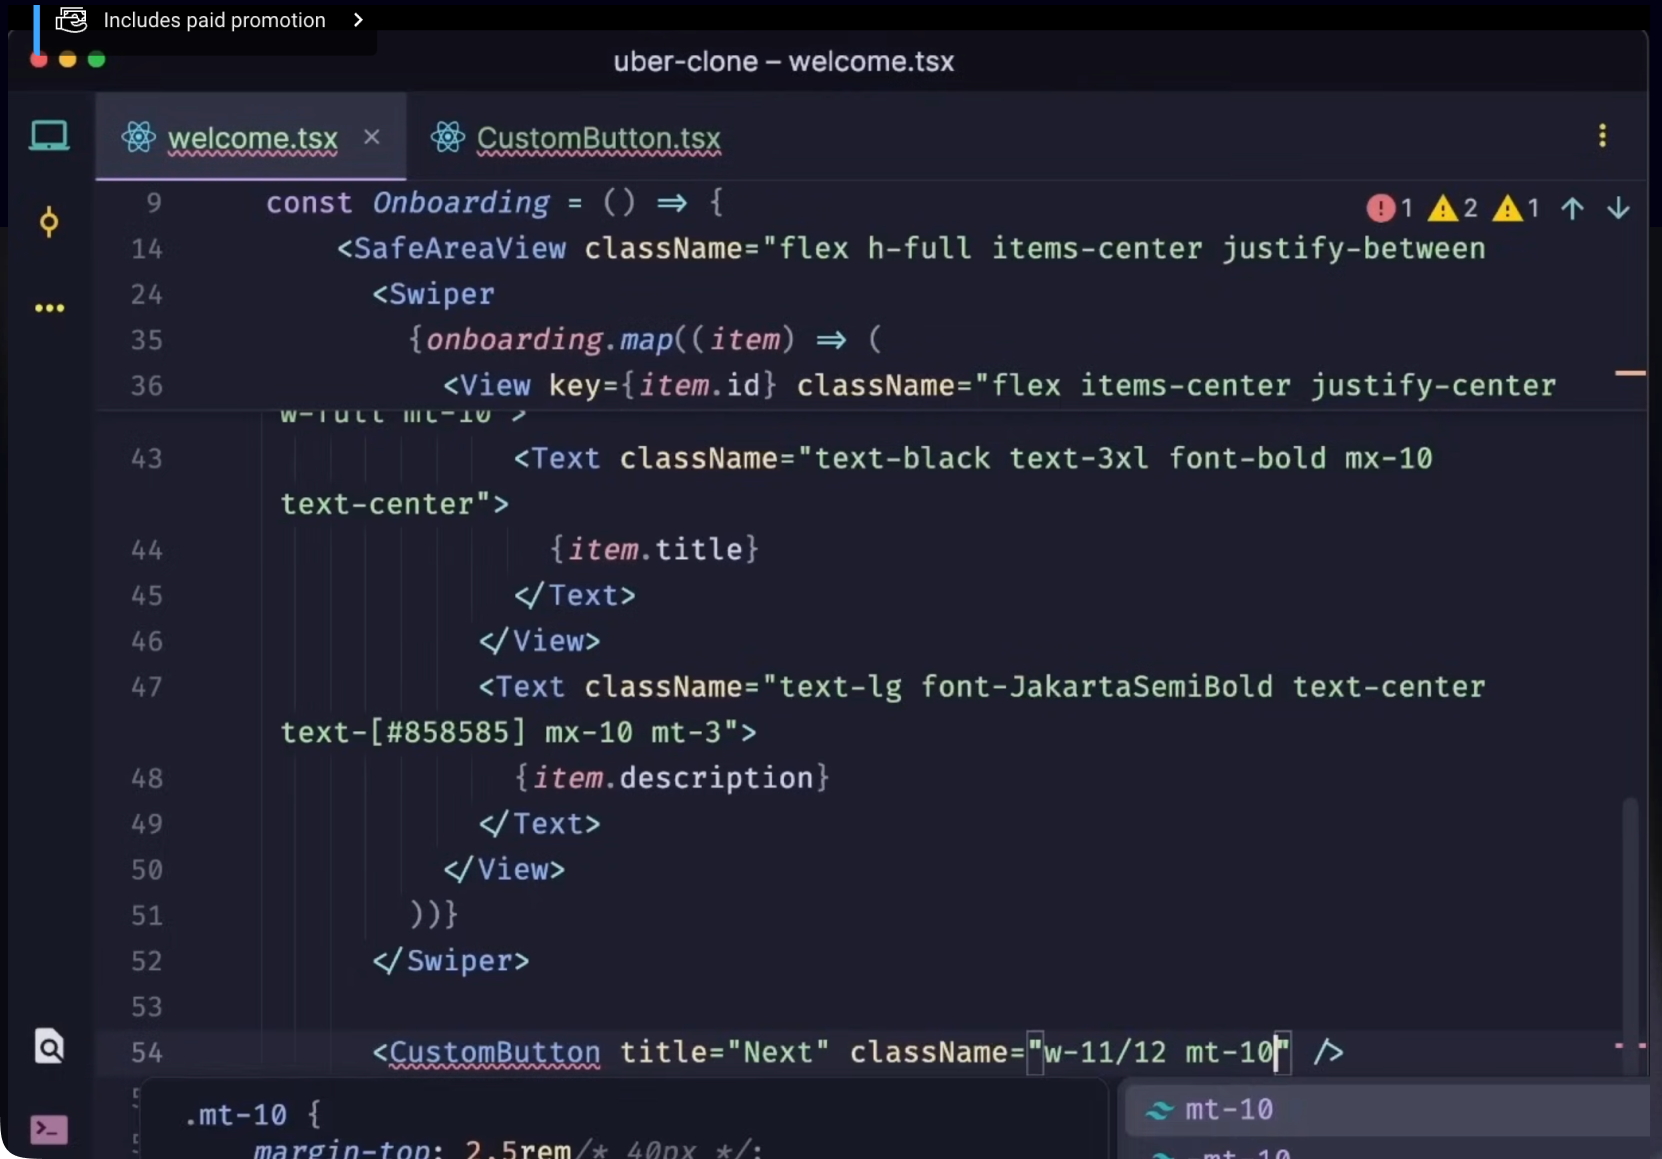 Includes paid promotion
uber-clone – welcome.tsx
welcome.tsx × CustomButton.tsx
9 const Onboarding = () => { 1 2 1
14 <SafeAreaView className="flex h-full items-center justify-between
24 <Swiper
35 {onboarding.map((item) => (
36 <View key={item.id} className="flex items-center justify-center
w-full mt-10">
43 <Text className="text-black text-3xl font-bold mx-10
text-center">
44 {item.title}
45 </Text>
46 </View>
47 <Text className="text-lg font-JakartaSemiBold text-center
text-[#858585] mx-10 mt-3">
48 {item.description}
49 </Text>
50 </View>
51 ))}
52 </Swiper>
53
54 <CustomButton title="Next" className="w-11/12 mt-10" />
.mt-10 { mt-10
margin-top: 2.5rem/* 40px */; -mt-10